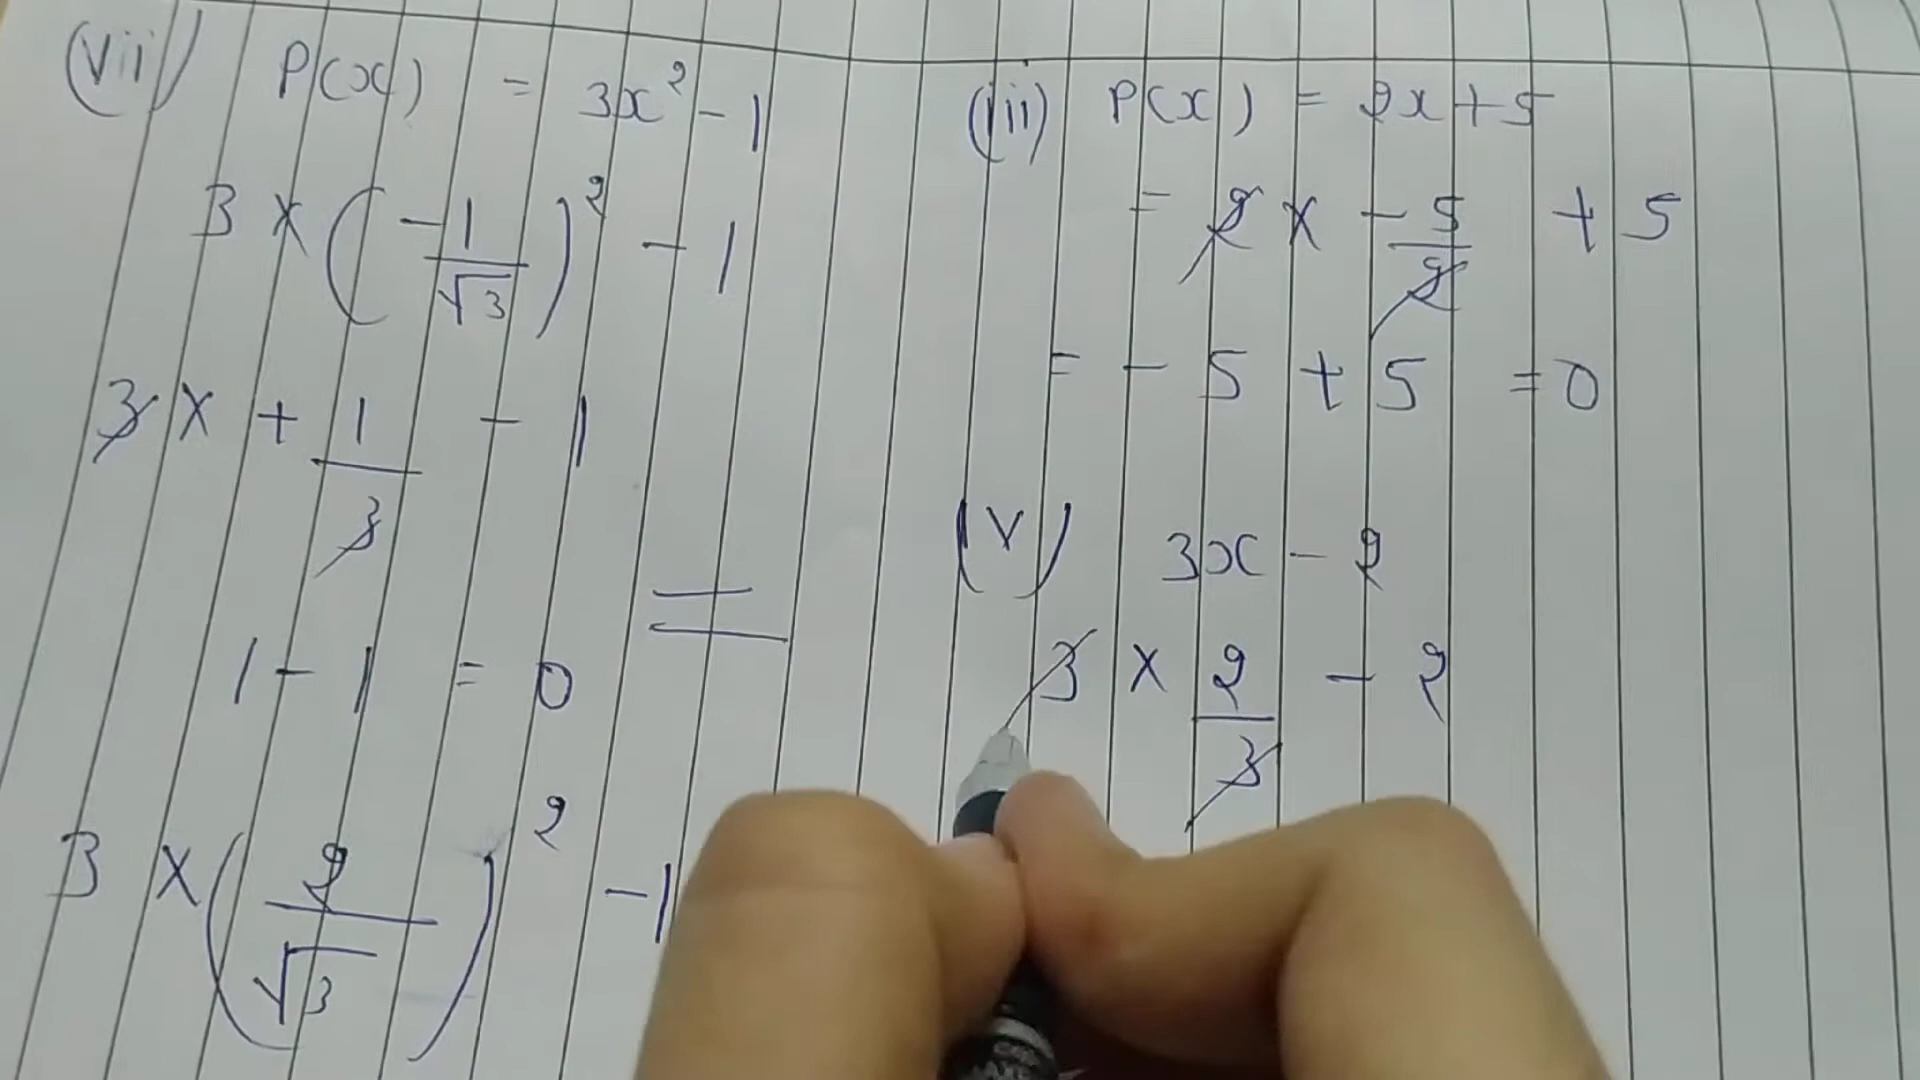 (vii) P(x) = 3x² - 1
3 × (-1/√3)² - 1
3 × + 1/3 - 1
1 - 1 = 0
3 × (2/√3)² - 1
(iii) P(x) = 2x + 5
= 2 × -5/2 + 5
= -5 + 5 = 0
(v) 3x - 2
3 × 2/3 - 2